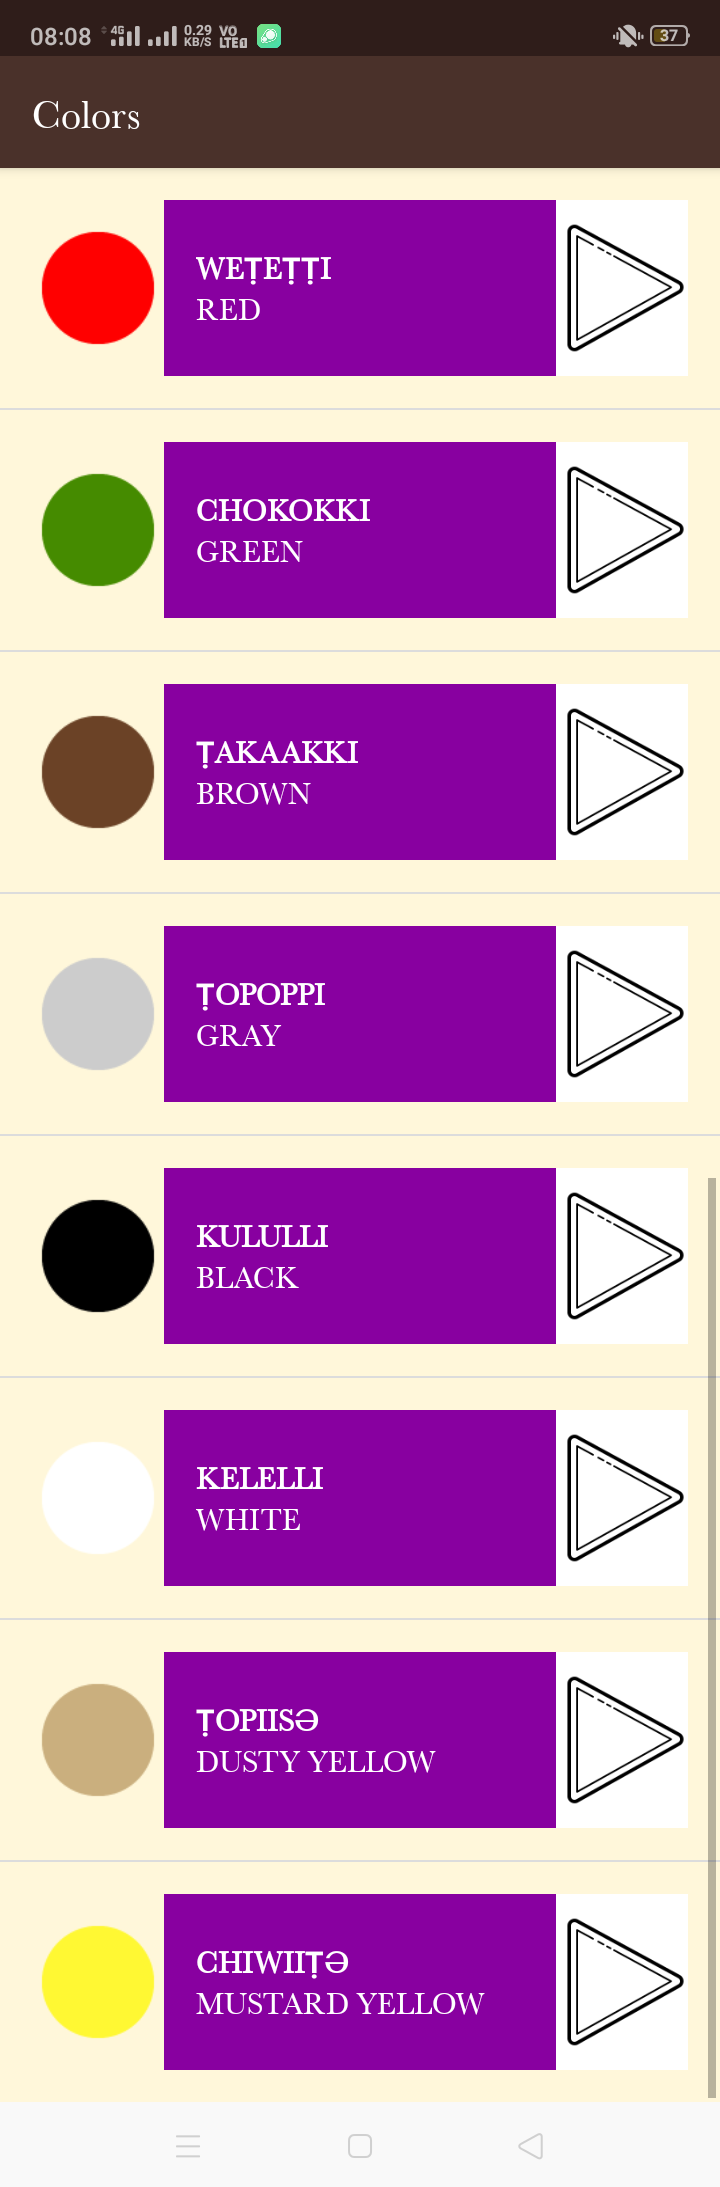 08:08 4G 0.29 KB/S VO LTE 37
Colors
WEṬEṬṬI
RED
CHOKOKKI
GREEN
ṬAKAAKKI
BROWN
ṬOPOPPI
GRAY
KULULLI
BLACK
KELELLI
WHITE
ṬOPIISƏ
DUSTY YELLOW
CHIWIIṬƏ
MUSTARD YELLOW